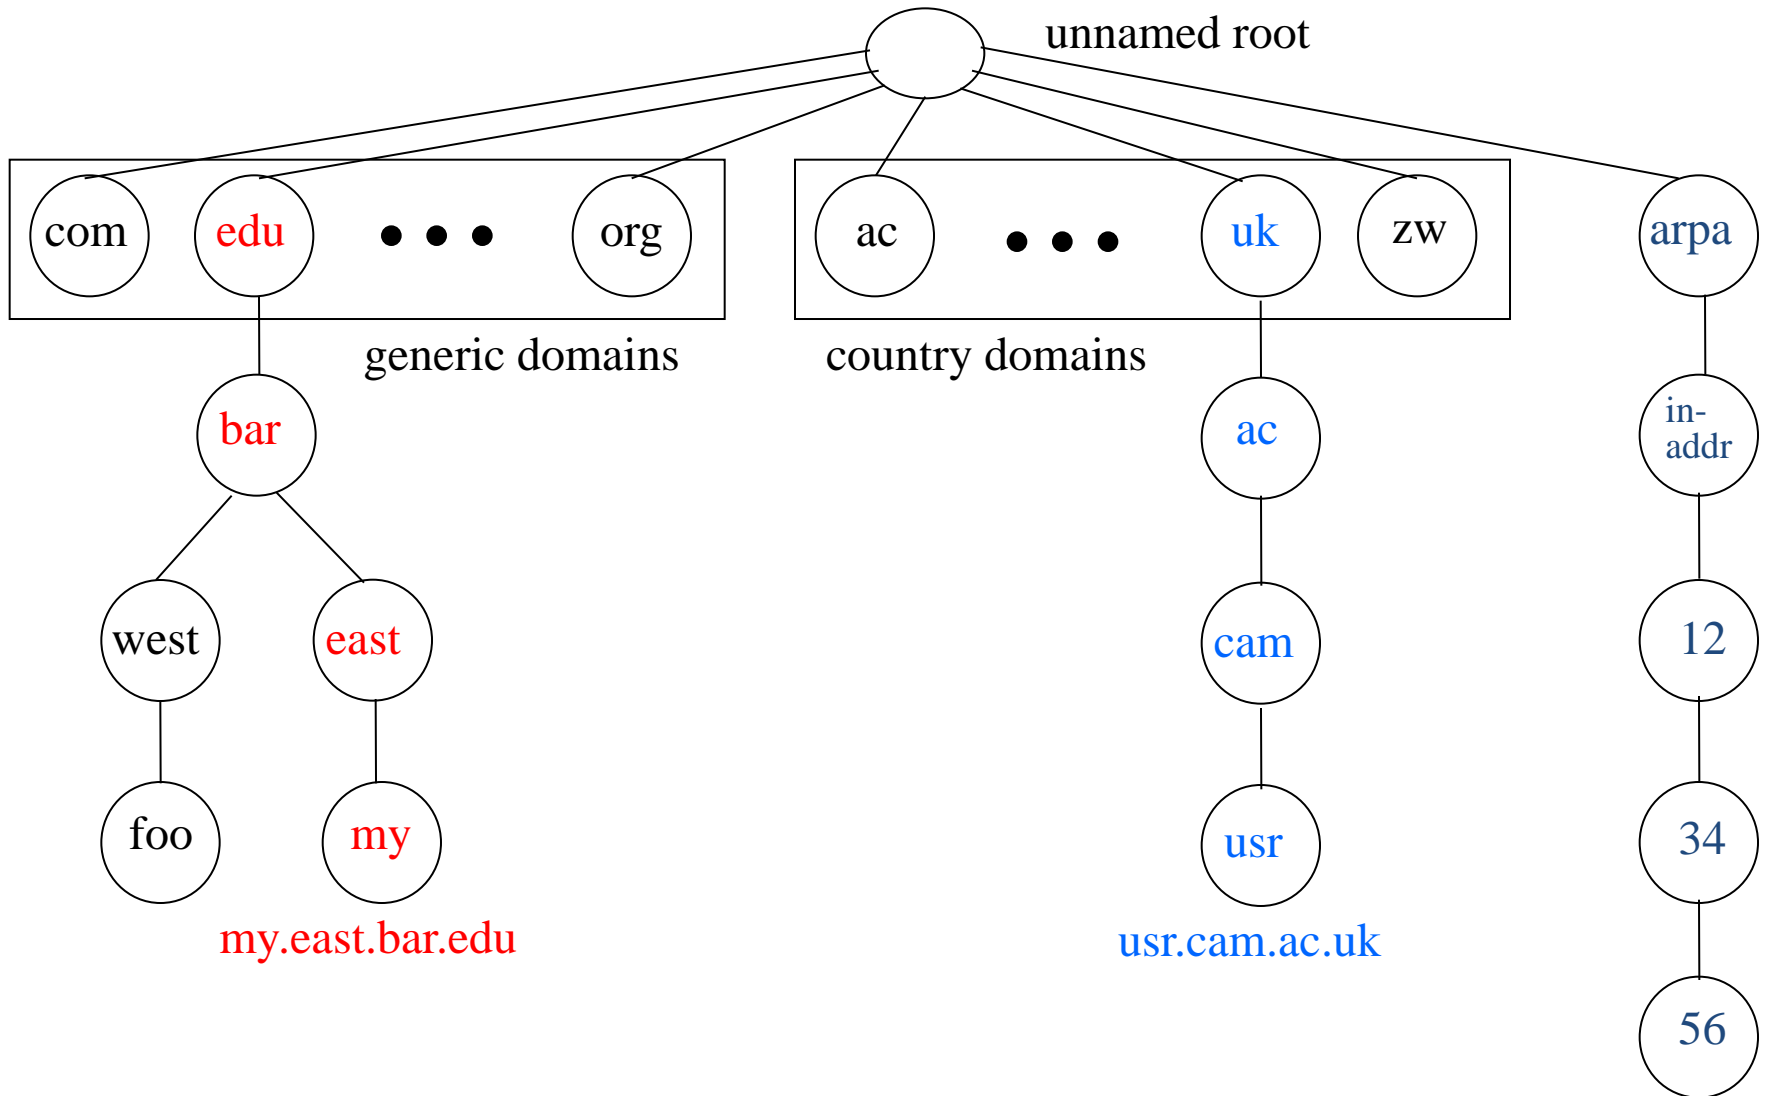 unnamed root
com
edu
org
ac
uk
zw
arpa
generic domains
country domains
bar
ac
in-
addr
west
east
cam
12
foo
my
usr
34
my.east.bar.edu
usr.cam.ac.uk
56